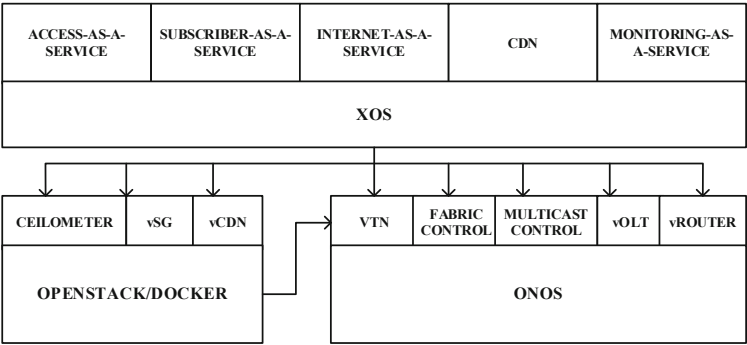 ACCESS-AS-A-
SERVICE
SUBSCRIBER-AS-A-
SERVICE
INTERNET-AS-A-
SERVICE
CDN
MONITORING-AS-
A-SERVICE
XOS
CEILOMETER
vSG
vCDN
VTN
FABRIC
CONTROL
MULTICAST
CONTROL
vOLT
vROUTER
OPENSTACK/DOCKER
ONOS